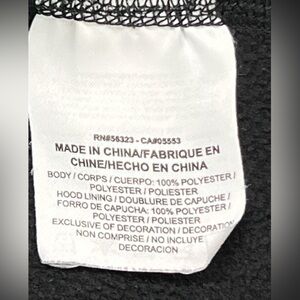 RN#56323 - CA#05553
MADE IN CHINA/FABRIQUE EN
CHINE/HECHO EN CHINA
BODY / CORPS / CUERPO: 100% POLYESTER /
POLYESTER / POLIESTER
HOOD LINING / DOUBLURE DE CAPUCHE /
FORRO DE CAPUCHA: 100% POLYESTER /
POLYESTER / POLIESTER
EXCLUSIVE OF DECORATION / DECORATION
NON COMPRISE / NO INCLUYE
DECORACION